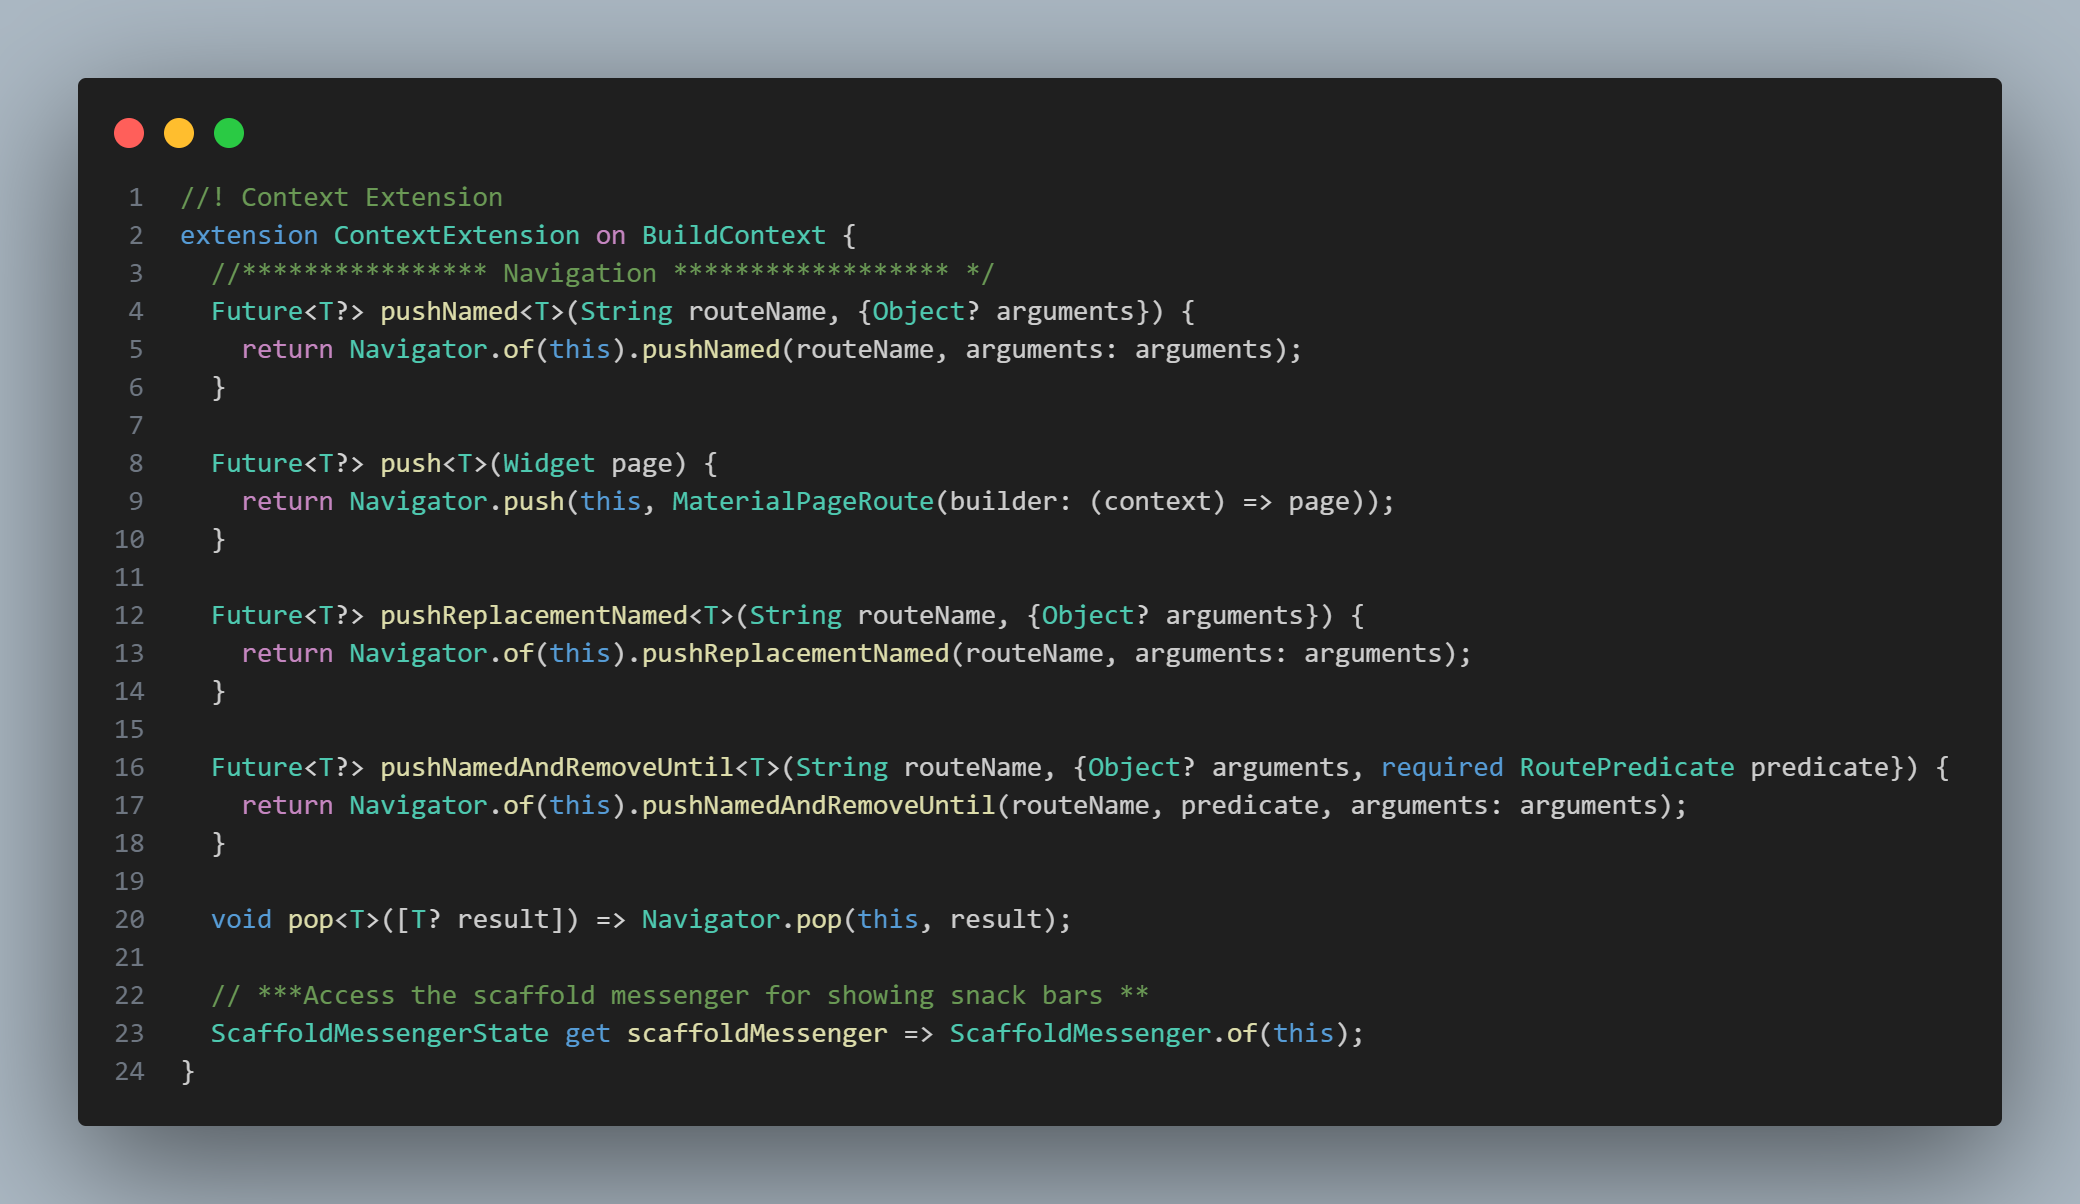 1 //! Context Extension
2 extension ContextExtension on BuildContext {
3   //**************** Navigation ****************** */
4   Future<T?> pushNamed<T>(String routeName, {Object? arguments}) {
5     return Navigator.of(this).pushNamed(routeName, arguments: arguments);
6   }
7
8   Future<T?> push<T>(Widget page) {
9     return Navigator.push(this, MaterialPageRoute(builder: (context) => page));
10   }
11
12   Future<T?> pushReplacementNamed<T>(String routeName, {Object? arguments}) {
13     return Navigator.of(this).pushReplacementNamed(routeName, arguments: arguments);
14   }
15
16   Future<T?> pushNamedAndRemoveUntil<T>(String routeName, {Object? arguments, required RoutePredicate predicate}) {
17     return Navigator.of(this).pushNamedAndRemoveUntil(routeName, predicate, arguments: arguments);
18   }
19
20   void pop<T>([T? result]) => Navigator.pop(this, result);
21
22   // ***Access the scaffold messenger for showing snack bars **
23   ScaffoldMessengerState get scaffoldMessenger => ScaffoldMessenger.of(this);
24 }